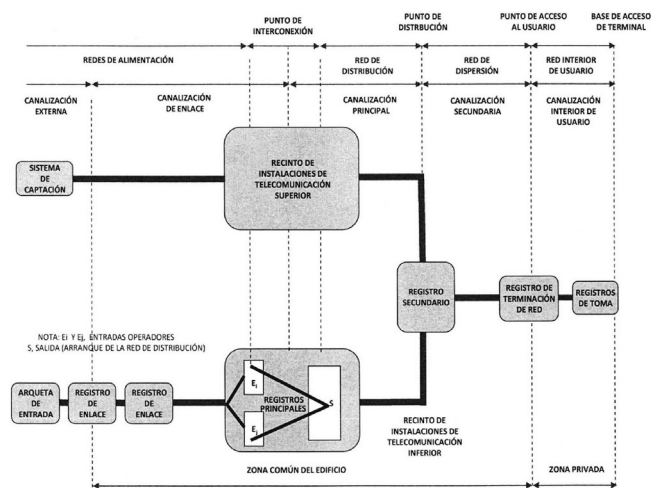 PUNTO DE
INTERCONEXIÓN
PUNTO DE
DISTRBUCIÓN
PUNTO DE ACCESO
AL USUARIO
BASE DE ACCESO
DE TERMINAL
REDES DE ALIMENTACIÓN
RED DE
DISTRIBUCIÓN
RED DE
DISPERSIÓN
RED INTERIOR
DE USUARIO
CANALIZACIÓN
EXTERNA
CANALIZACIÓN
DE ENLACE
CANALIZACIÓN
PRINCIPAL
CANALIZACIÓN
SECUNDARIA
CANALIZACIÓN
INTERIOR DE
USUARIO
SISTEMA
DE
CAPTACIÓN
RECINTO DE
INSTALACIONES DE
TELECOMUNICACIÓN
SUPERIOR
REGISTRO
SECUNDARIO
REGISTRO DE
TERMINACIÓN
DE RED
REGISTROS
DE TOMA
NOTA: Ei Y Ej, ENTRADAS OPERADORES
S, SALIDA (ARRANQUE DE LA RED DE DISTRIBUCIÓN)
ARQUETA
DE
ENTRADA
REGISTRO
DE
ENLACE
REGISTRO
DE
ENLACE
Ei
REGISTROS
PRINCIPALES
Ej
S
RECINTO DE
INSTALACIONES DE
TELECOMUNICACIÓN
INFERIOR
ZONA COMÚN DEL EDIFICIO
ZONA PRIVADA